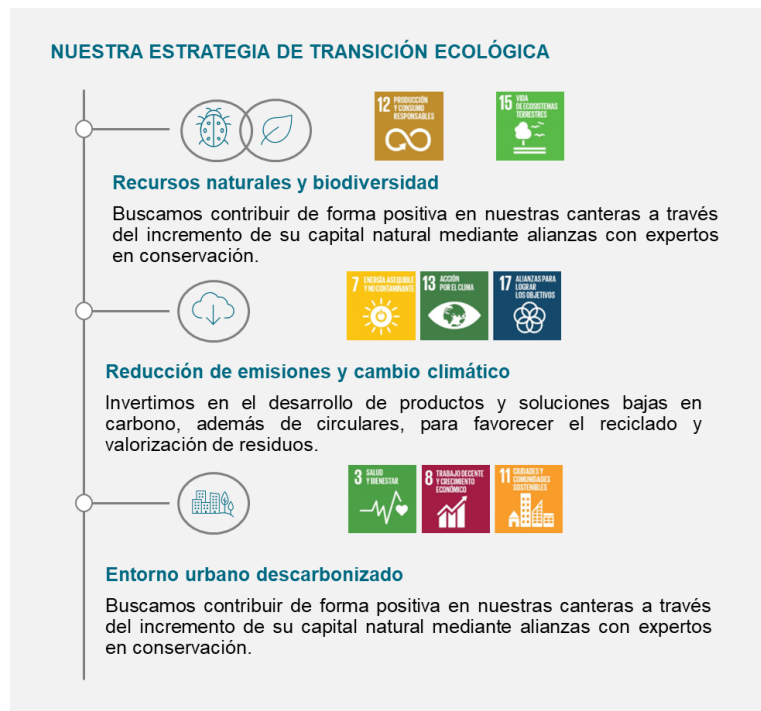 NUESTRA ESTRATEGIA DE TRANSICIÓN ECOLÓGICA
12 PRODUCCIÓN
Y CONSUMO
RESPONSABLES
15 VIDA
DE ECOSISTEMAS
TERRESTRES
Recursos naturales y biodiversidad
Buscamos contribuir de forma positiva en nuestras canteras a través
del incremento de su capital natural mediante alianzas con expertos
en conservación.
7 ENERGÍA ASEQUIBLE
Y NO CONTAMINANTE
13 ACCIÓN
POR EL CLIMA
17 ALIANZAS PARA
LOGRAR
LOS OBJETIVOS
Reducción de emisiones y cambio climático
Invertimos en el desarrollo de productos y soluciones bajas en
carbono, además de circulares, para favorecer el reciclado y
valorización de residuos.
3 SALUD
Y BIENESTAR
8 TRABAJO DECENTE
Y CRECIMIENTO
ECONÓMICO
11 CIUDADES Y
COMUNIDADES
SOSTENIBLES
Entorno urbano descarbonizado
Buscamos contribuir de forma positiva en nuestras canteras a través
del incremento de su capital natural mediante alianzas con expertos
en conservación.